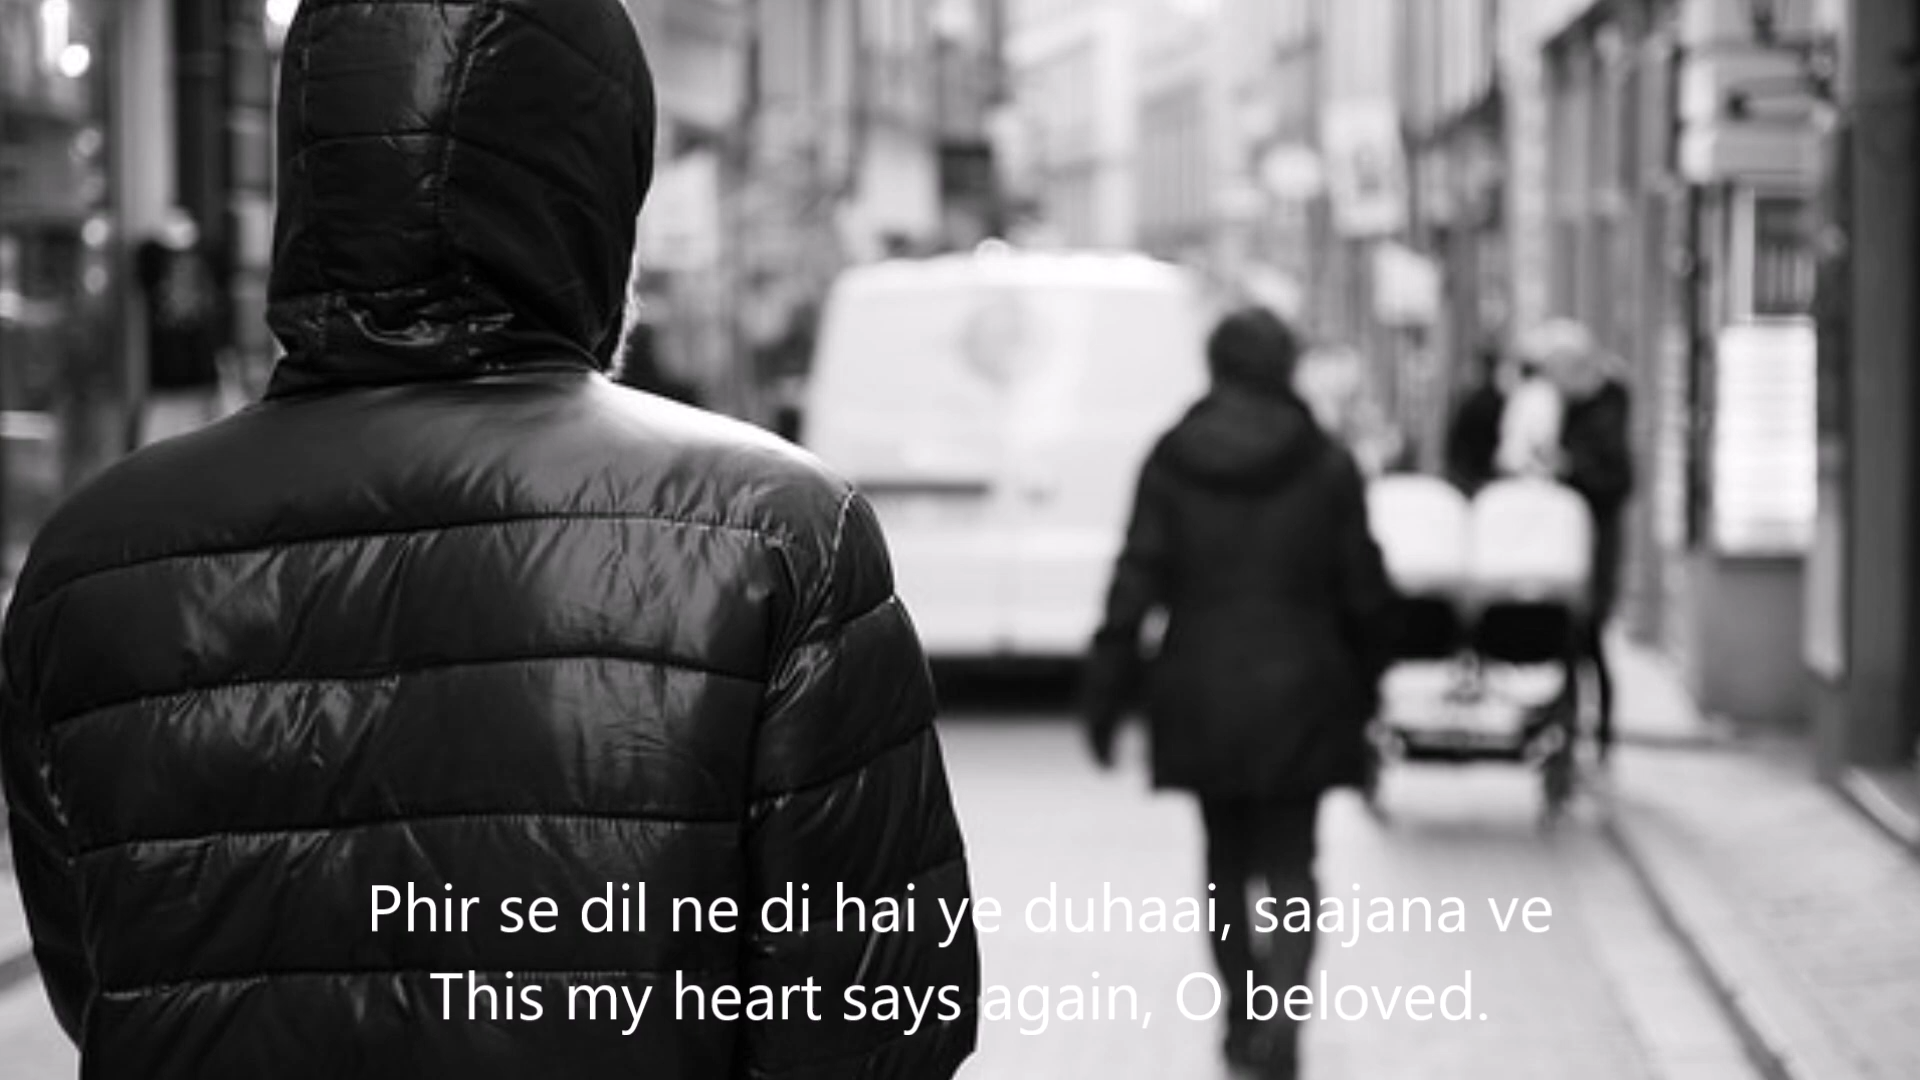 Phir se dil ne di hai ye duhaai, saajana ve
This my heart says again, O beloved.